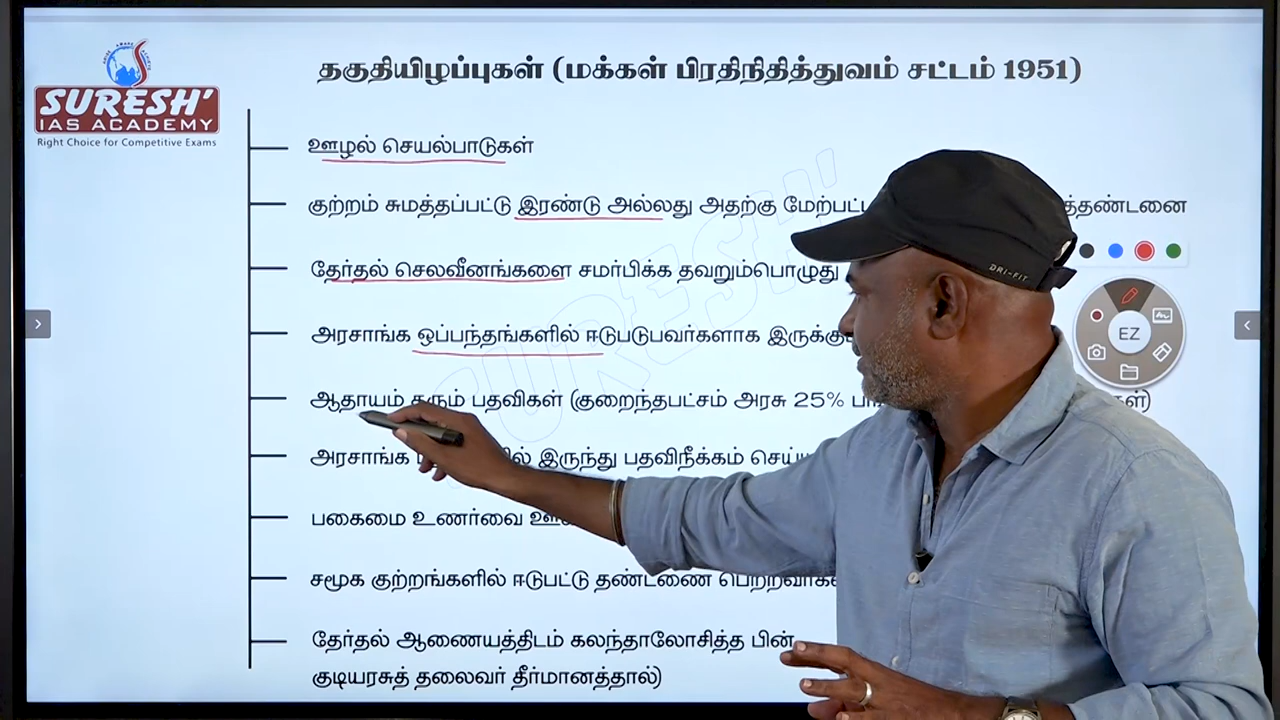 SURESH'
IAS ACADEMY
Right Choice for Competitive Exams
தகுதியிழப்புகள் (மக்கள் பிரதிநிதித்துவம் சட்டம் 1951)
ஊழல் செயல்பாடுகள்
குற்றம் சுமத்தப்பட்டு இரண்டு அல்லது அதற்கு
தேர்தல் செலவீனங்களை சமர்பிக்க தவறும்பொழுது
அரசாங்க ஒப்பந்தங்களில் ஈடுபடுபவர்களாக
ஆதாயம் தரும் பதவிகள் (குறைந்தபட்சம் அரசு 25%
அரசாங்க இருந்து பதவிநீக்கம்
பகைமை உணர்வை
சமூக குற்றங்களில் ஈடுபட்டு தண்டணை
தேர்தல் ஆணையத்திடம் கலந்தாலோசித்த பின்
குடியரசுத் தலைவர் தீர்மானத்தால்)
SURESH'
DRI-FIT
EZ